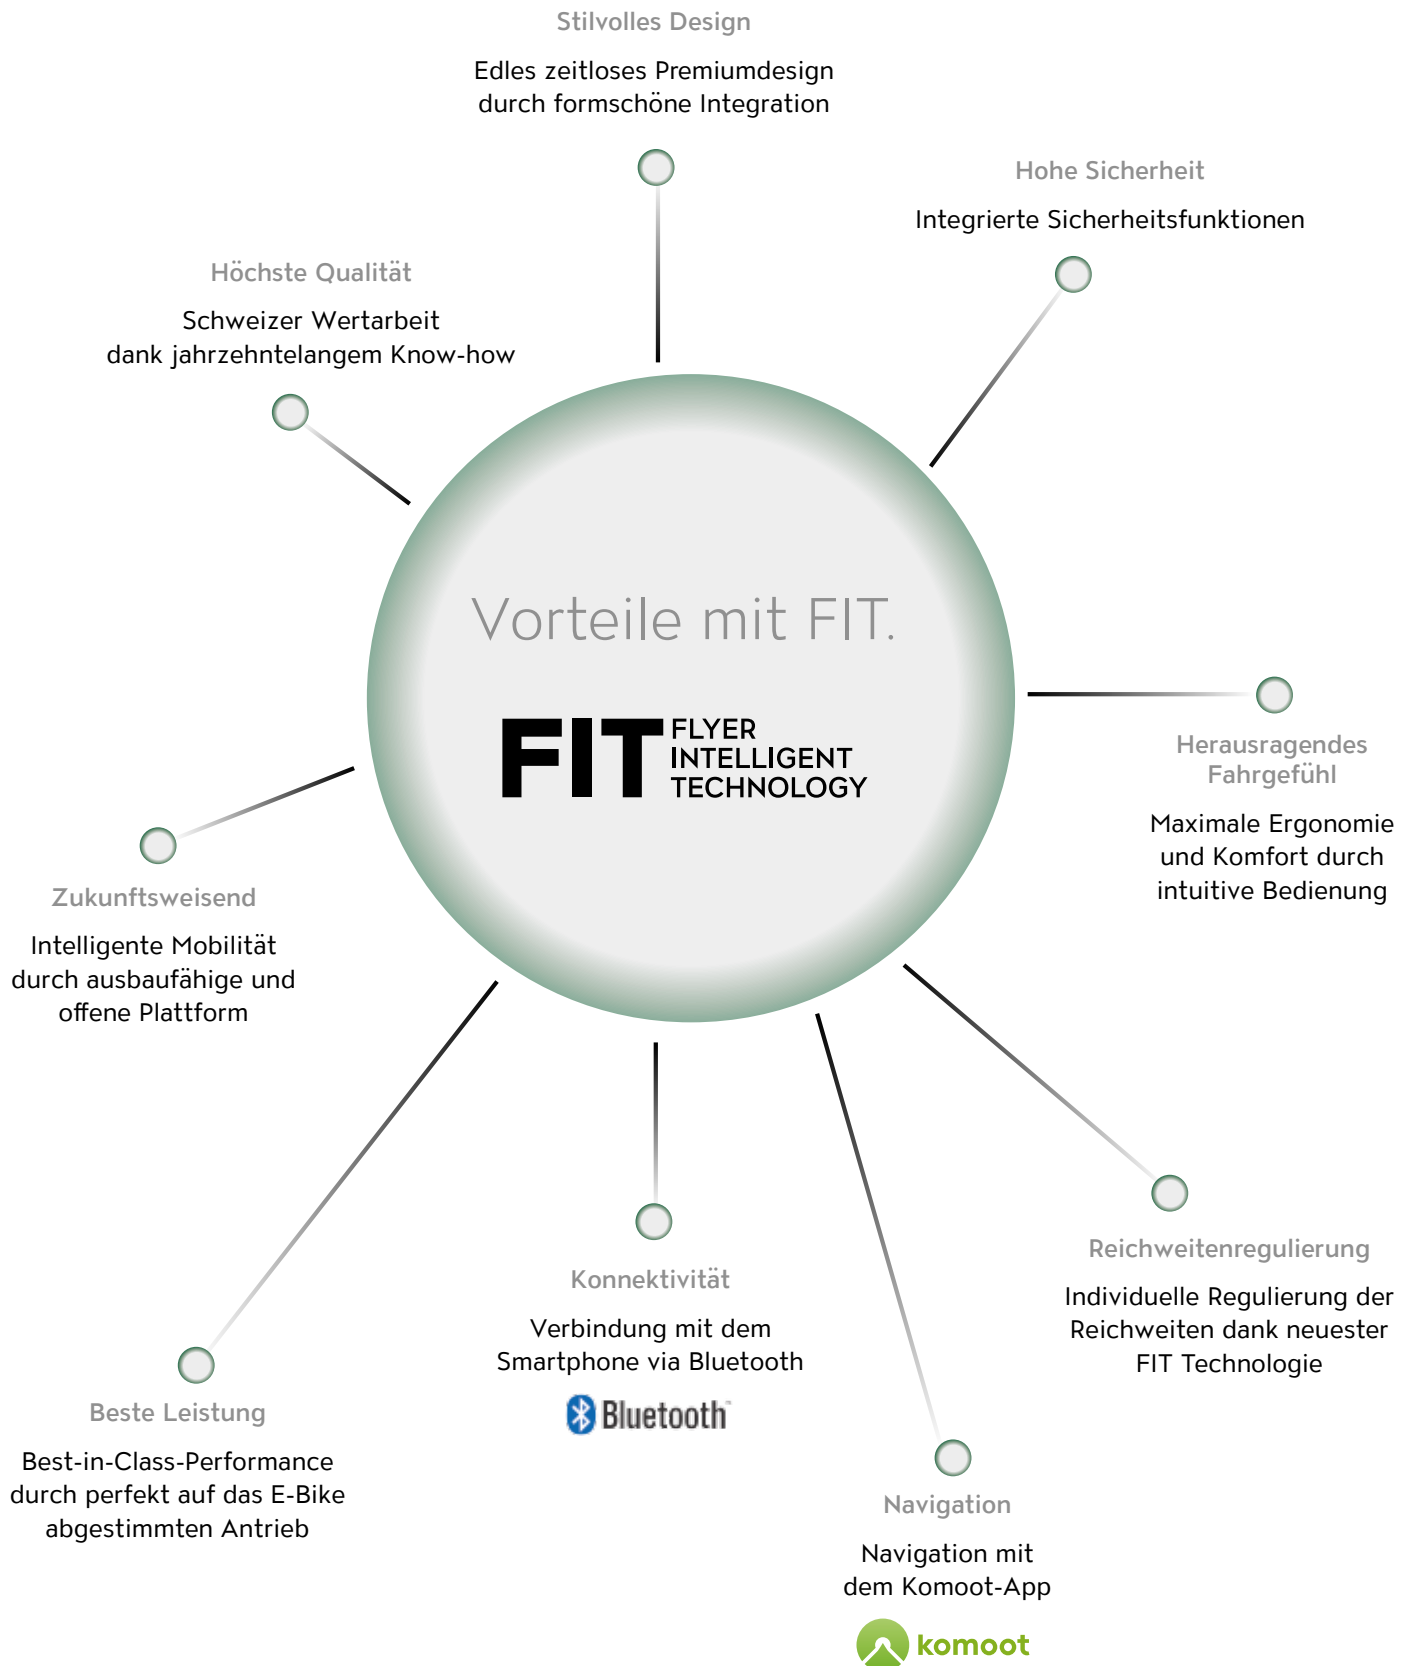 Stilvolles Design
Edles zeitloses Premiumdesign
durch formschöne Integration
Hohe Sicherheit
Integrierte Sicherheitsfunktionen
Höchste Qualität
Schweizer Wertarbeit
dank jahrzehntelangem Know-how
Vorteile mit FIT.
FIT FLYER
INTELLIGENT
TECHNOLOGY
Herausragendes
Fahrgefühl
Maximale Ergonomie
und Komfort durch
intuitive Bedienung
Zukunftsweisend
Intelligente Mobilität
durch ausbaufähige und
offene Plattform
Reichweitenregulierung
Individuelle Regulierung der
Reichweiten dank neuester
FIT Technologie
Konnektivität
Verbindung mit dem
Smartphone via Bluetooth
Bluetooth™
Beste Leistung
Best-in-Class-Performance
durch perfekt auf das E-Bike
abgestimmten Antrieb
Navigation
Navigation mit
dem Komoot-App
komoot